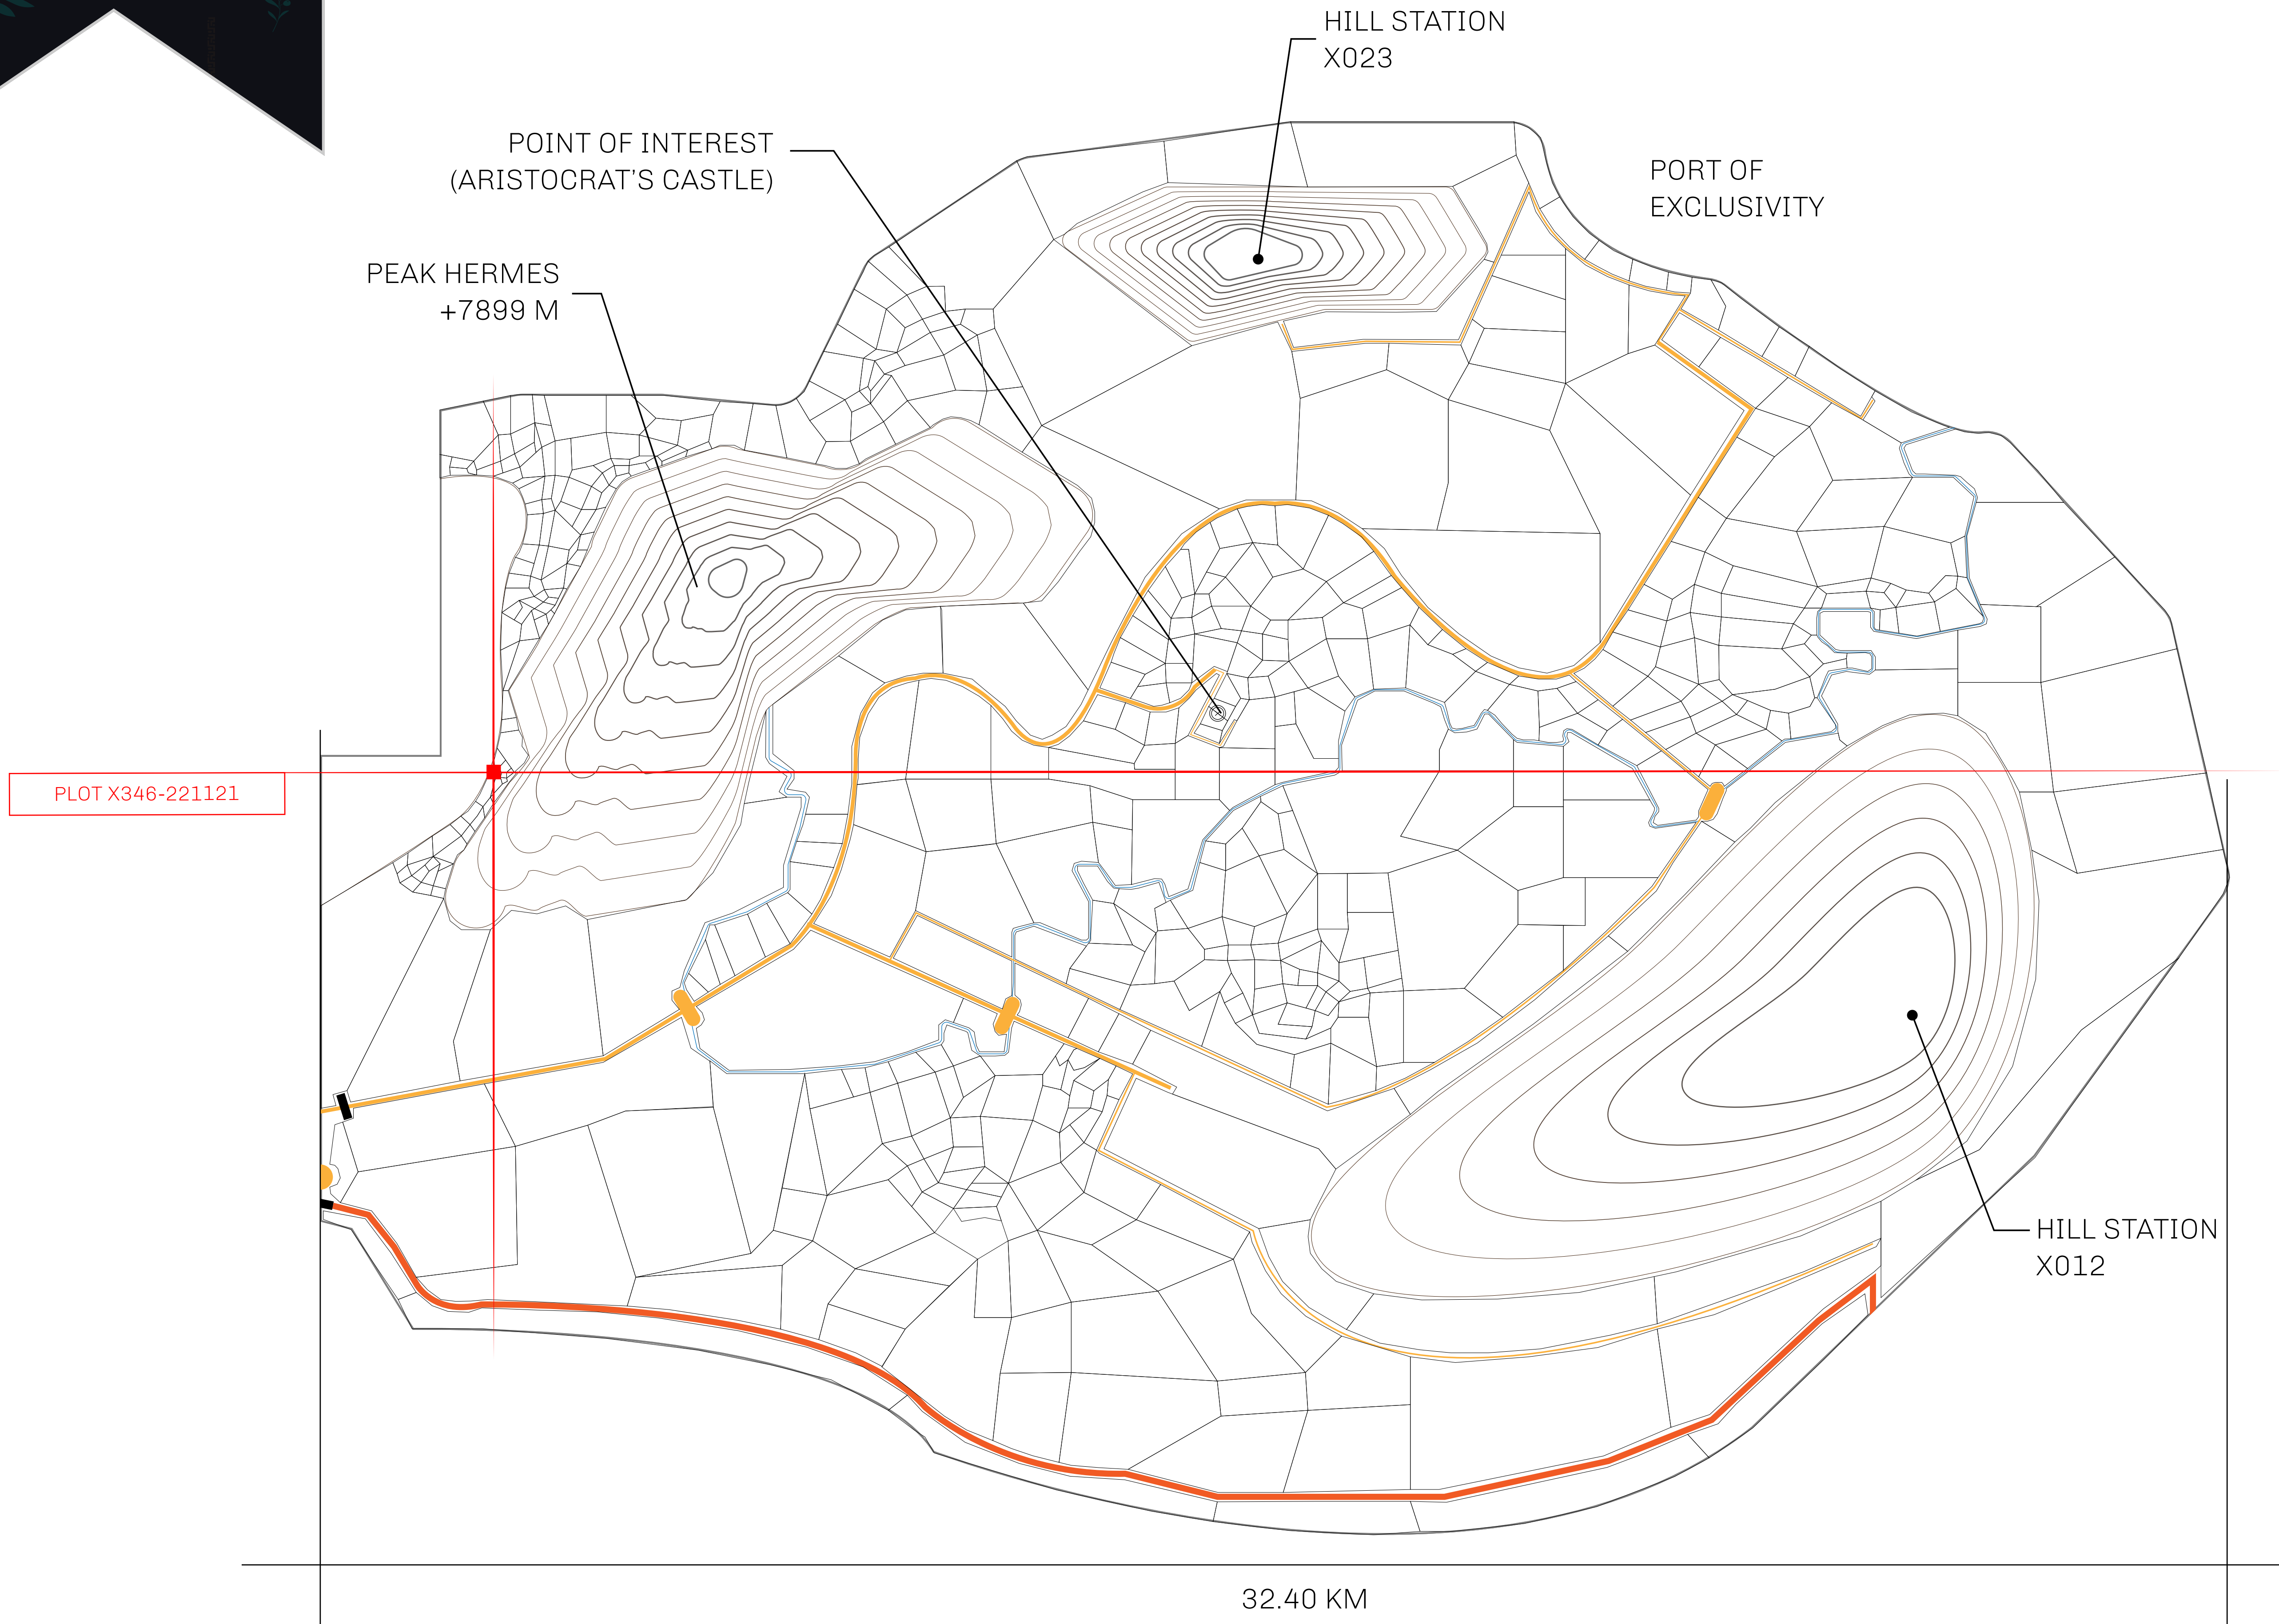 HILL STATION
X023
POINT OF INTEREST
(ARISTOCRAT'S CASTLE)
PORT OF
EXCLUSIVITY
PEAK HERMES
+7899 M
PLOT X346-221121
HILL STATION
X012
32.40 KM